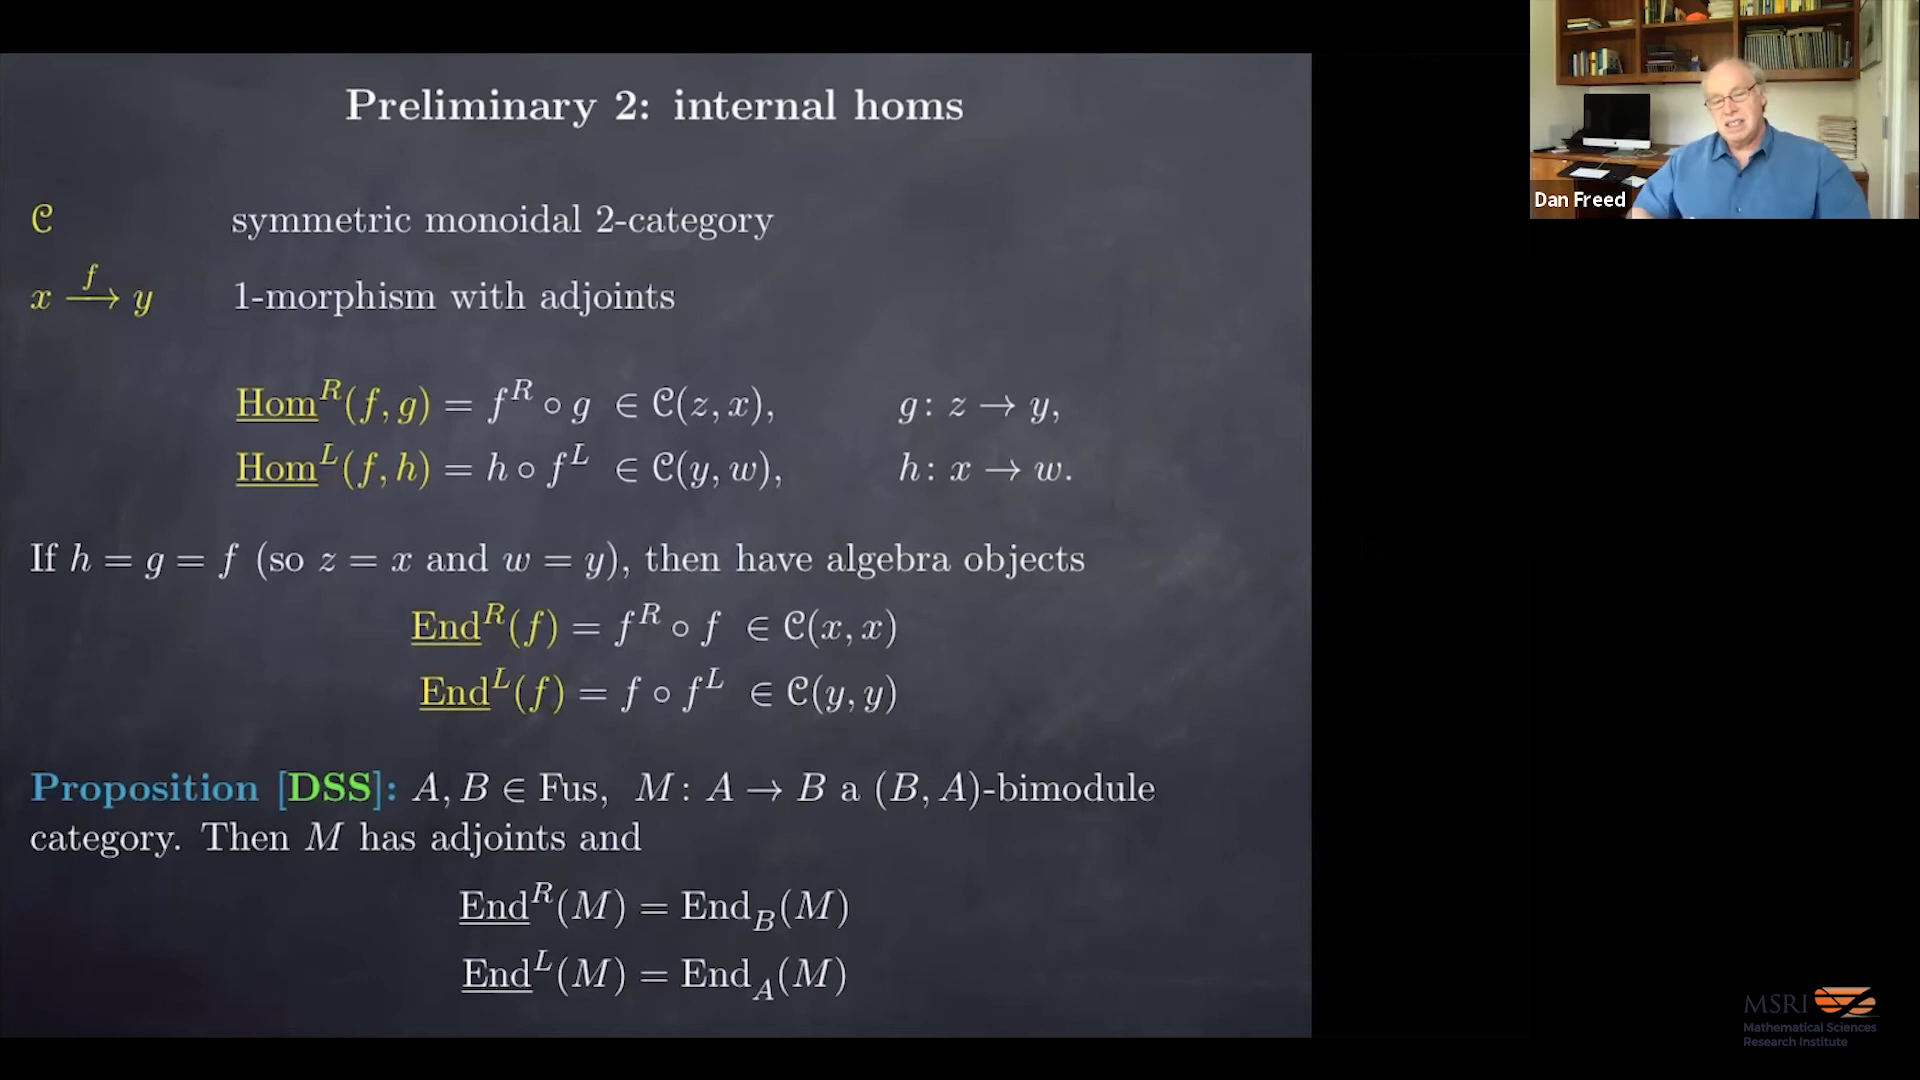 Preliminary 2: internal homs
𝒞 symmetric monoidal 2-category
x —f→ y 1-morphism with adjoints
Hom^R(f, g) = f^R ∘ g ∈ 𝒞(z, x), g: z → y,
Hom^L(f, h) = h ∘ f^L ∈ 𝒞(y, w), h: x → w.
If h = g = f (so z = x and w = y), then have algebra objects
End^R(f) = f^R ∘ f ∈ 𝒞(x, x)
End^L(f) = f ∘ f^L ∈ 𝒞(y, y)
Proposition [DSS]: A, B ∈ Fus, M: A → B a (B, A)-bimodule
category. Then M has adjoints and
End^R(M) = End_B(M)
End^L(M) = End_A(M)
Dan Freed
MSRI
Mathematical Sciences
Research Institute